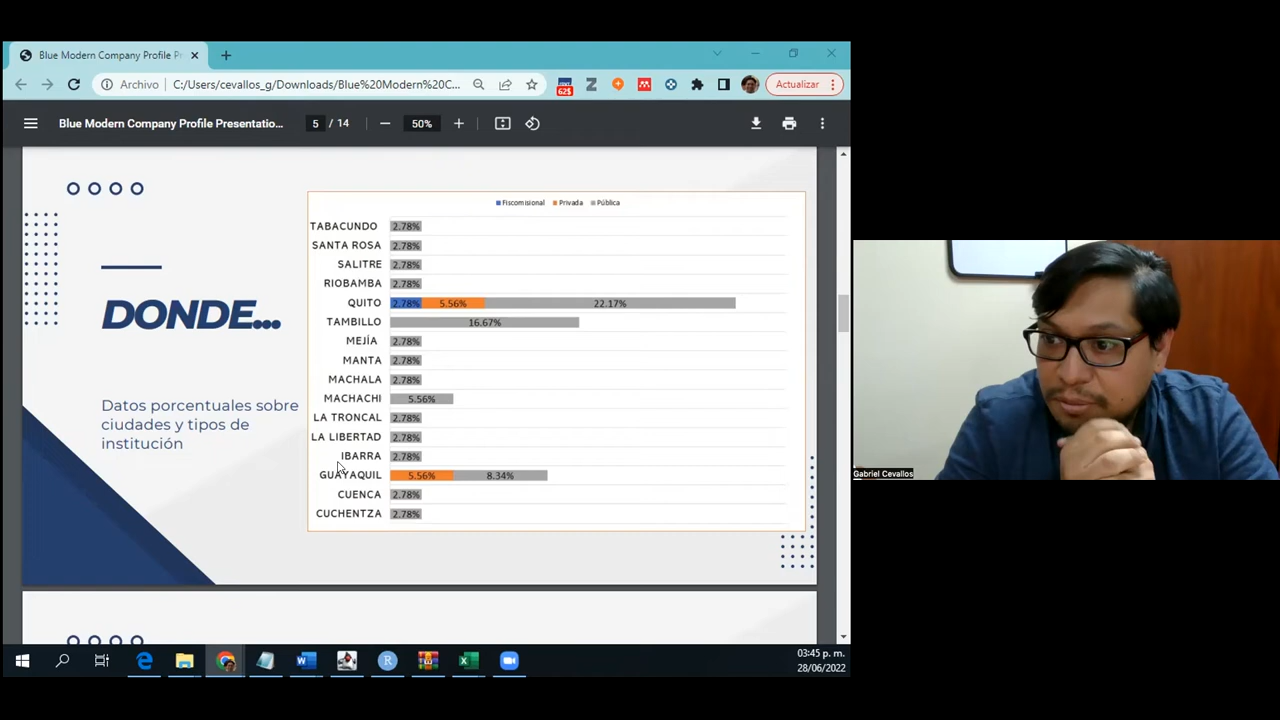 Blue Modern Company Profile P
Archivo
C:/Users/cevallos_g/Downloads/Blue%20Modern%20C...
62$
Actualizar
Blue Modern Company Profile Presentatio...
5 / 14
50%
Fiscomisional Privada Pública
TABACUNDO 2.78%
SANTA ROSA 2.78%
SALITRE 2.78%
RIOBAMBA 2.78%
QUITO 2.78% 5.56% 22.17%
TAMBILLO 16.67%
MEJÍA 2.78%
MANTA 2.78%
MACHALA 2.78%
MACHACHI 5.56%
LA TRONCAL 2.78%
LA LIBERTAD 2.78%
IBARRA 2.78%
GUAYAQUIL 5.56% 8.34%
CUENCA 2.78%
CUCHENTZA 2.78%
DONDE...
Datos porcentuales sobre
ciudades y tipos de
institución
Gabriel Cevallos
03:45 p. m.
28/06/2022